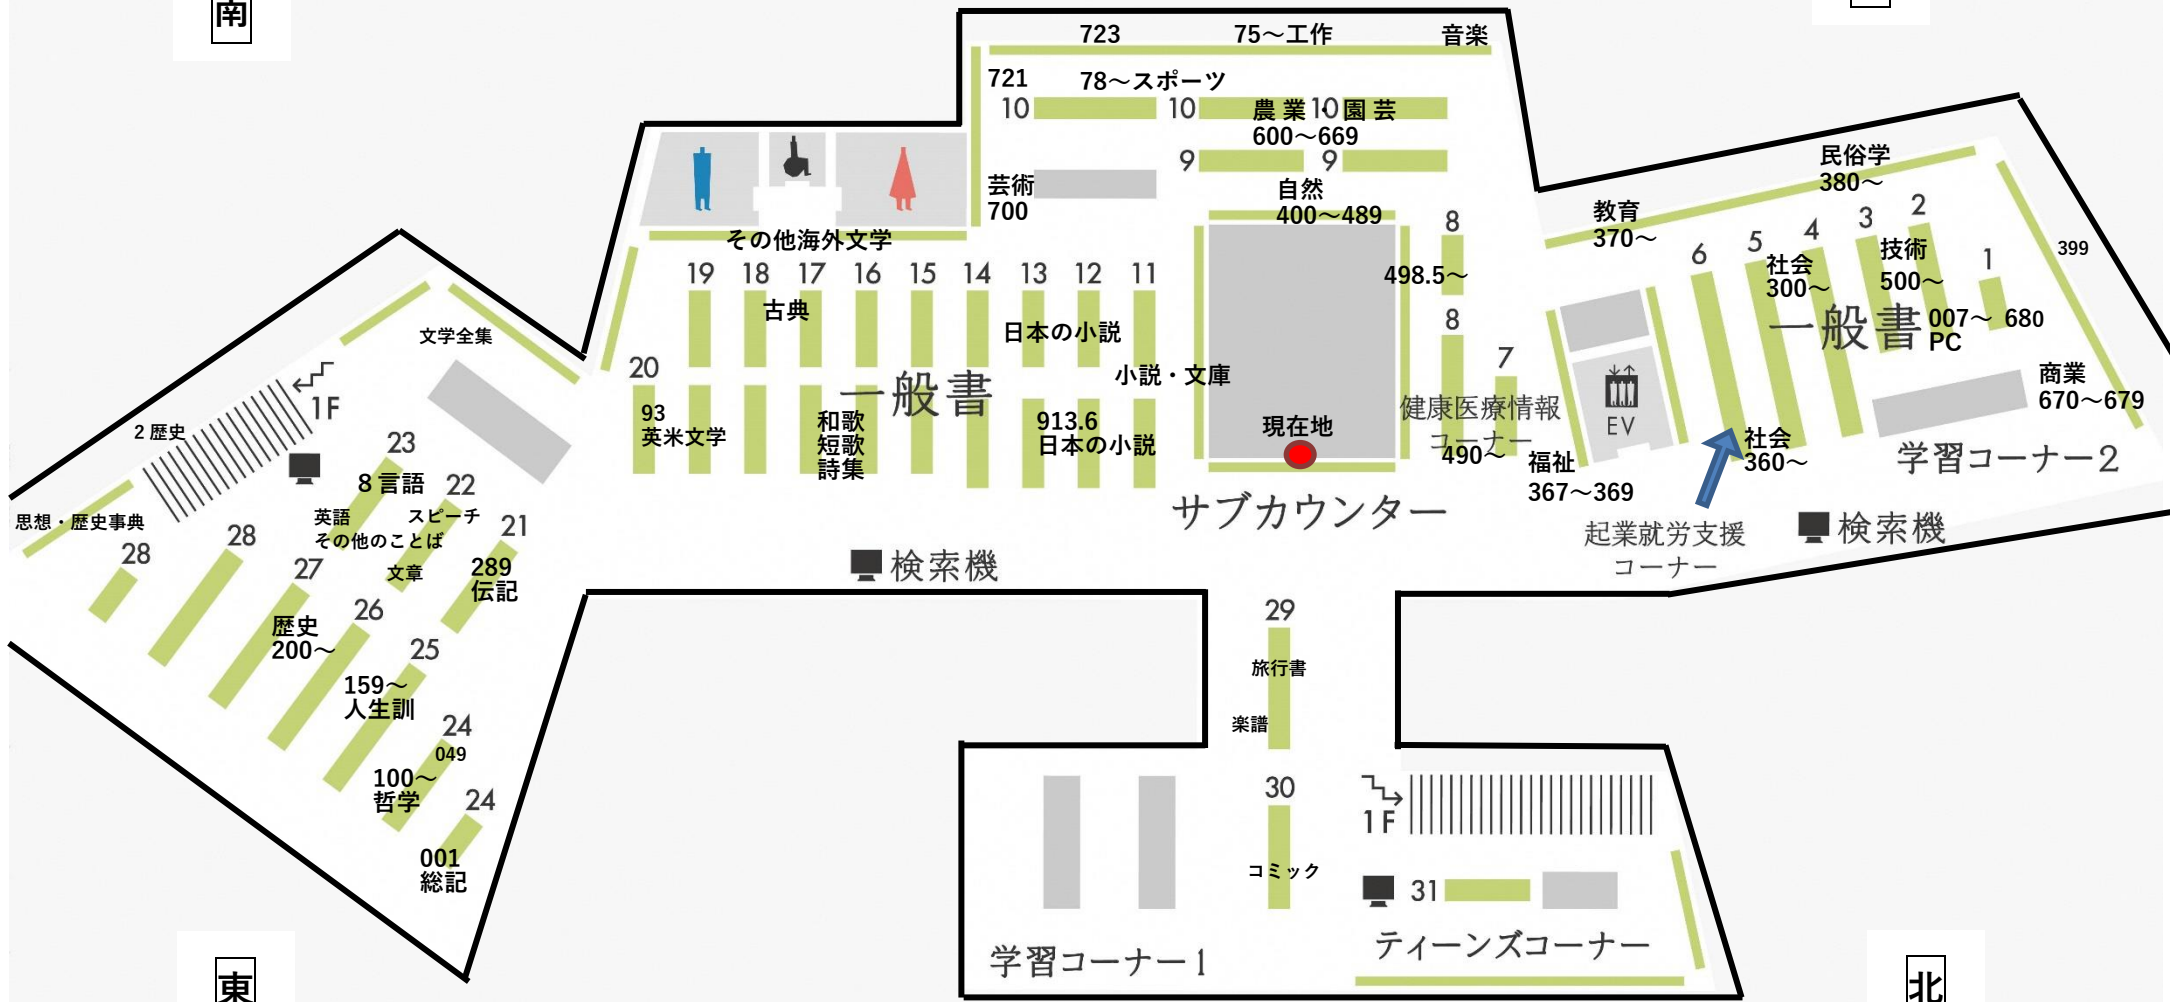 南
723
75～工作
音楽
721
78～スポーツ
10
10
農業・園芸
10
600～669
9
9
芸術
700
自然
400～489
その他海外文学
19
18
17
16
15
14
13
12
11
古典
日本の小説
小説・文庫
一般書
20
93
英米文学
和歌
短歌
詩集
913.6
日本の小説
現在地
サブカウンター
8
498.5～
8
7
健康医療情報
コーナー
490～
教育
370～
民俗学
380～
6
5
4
3
2
1
399
社会
300～
技術
500～
一般書
007～
PC
680
商業
670～679
EV
福祉
367～369
社会
360～
学習コーナー2
起業就労支援
コーナー
検索機
検索機
文学全集
1F
2 歴史
思想・歴史事典
23
8 言語
22
英語
スピーチ
その他のことば
文章
21
289
伝記
28
28
27
歴史
200～
26
25
159～
人生訓
24
049
100～
哲学
24
001
総記
29
旅行書
楽譜
30
コミック
1F
31
学習コーナー1
ティーンズコーナー
東
北